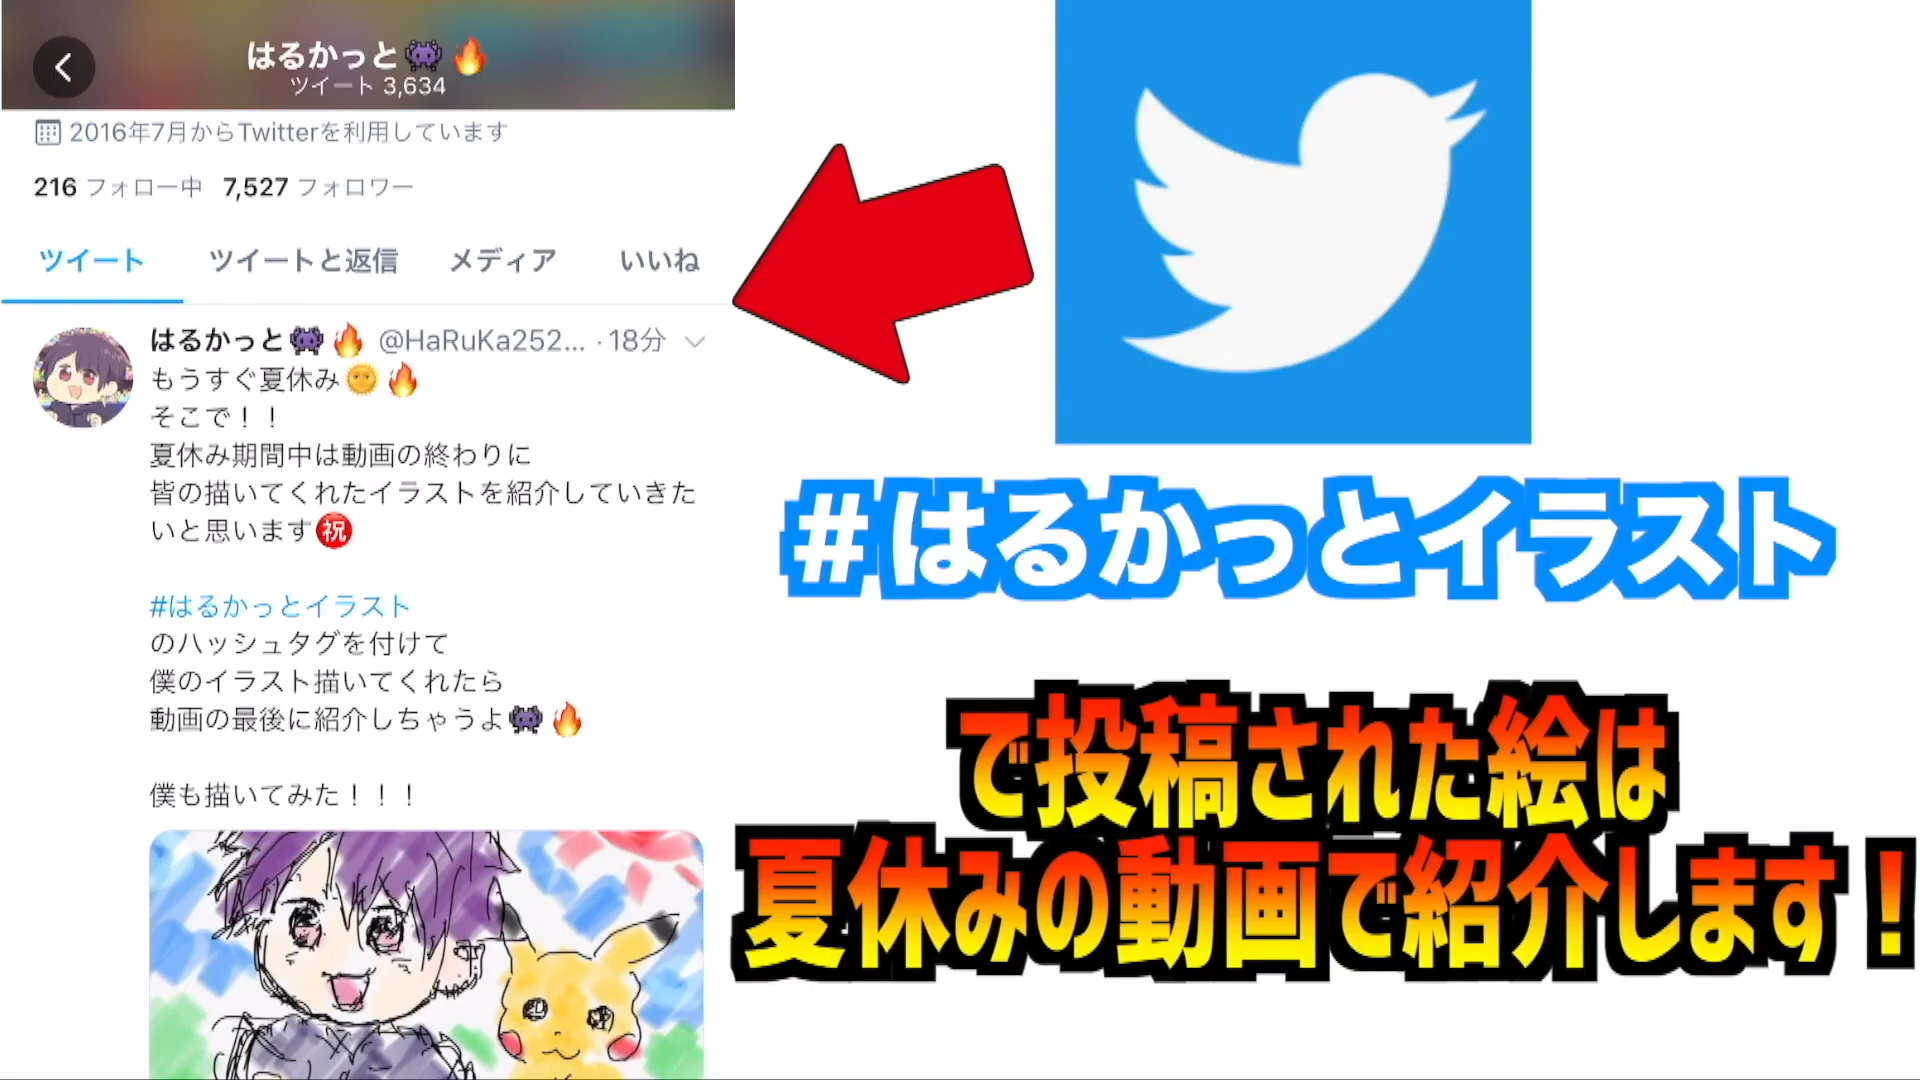 はるかっと👾🔥
ツイート 3,634
2016年7月からTwitterを利用しています
216 フォロー中 7,527 フォロワー
ツイート ツイートと返信 メディア いいね
はるかっと👾🔥 @HaRuKa252... · 18分
もうすぐ夏休み🌞🔥
そこで！！
夏休み期間中は動画の終わりに
皆の描いてくれたイラストを紹介していきた
いと思います㊗️
#はるかっとイラスト
のハッシュタグを付けて
僕のイラスト描いてくれたら
動画の最後に紹介しちゃうよ👾🔥
僕も描いてみた！！！
#はるかっとイラスト
で投稿された絵は
夏休みの動画で紹介します！